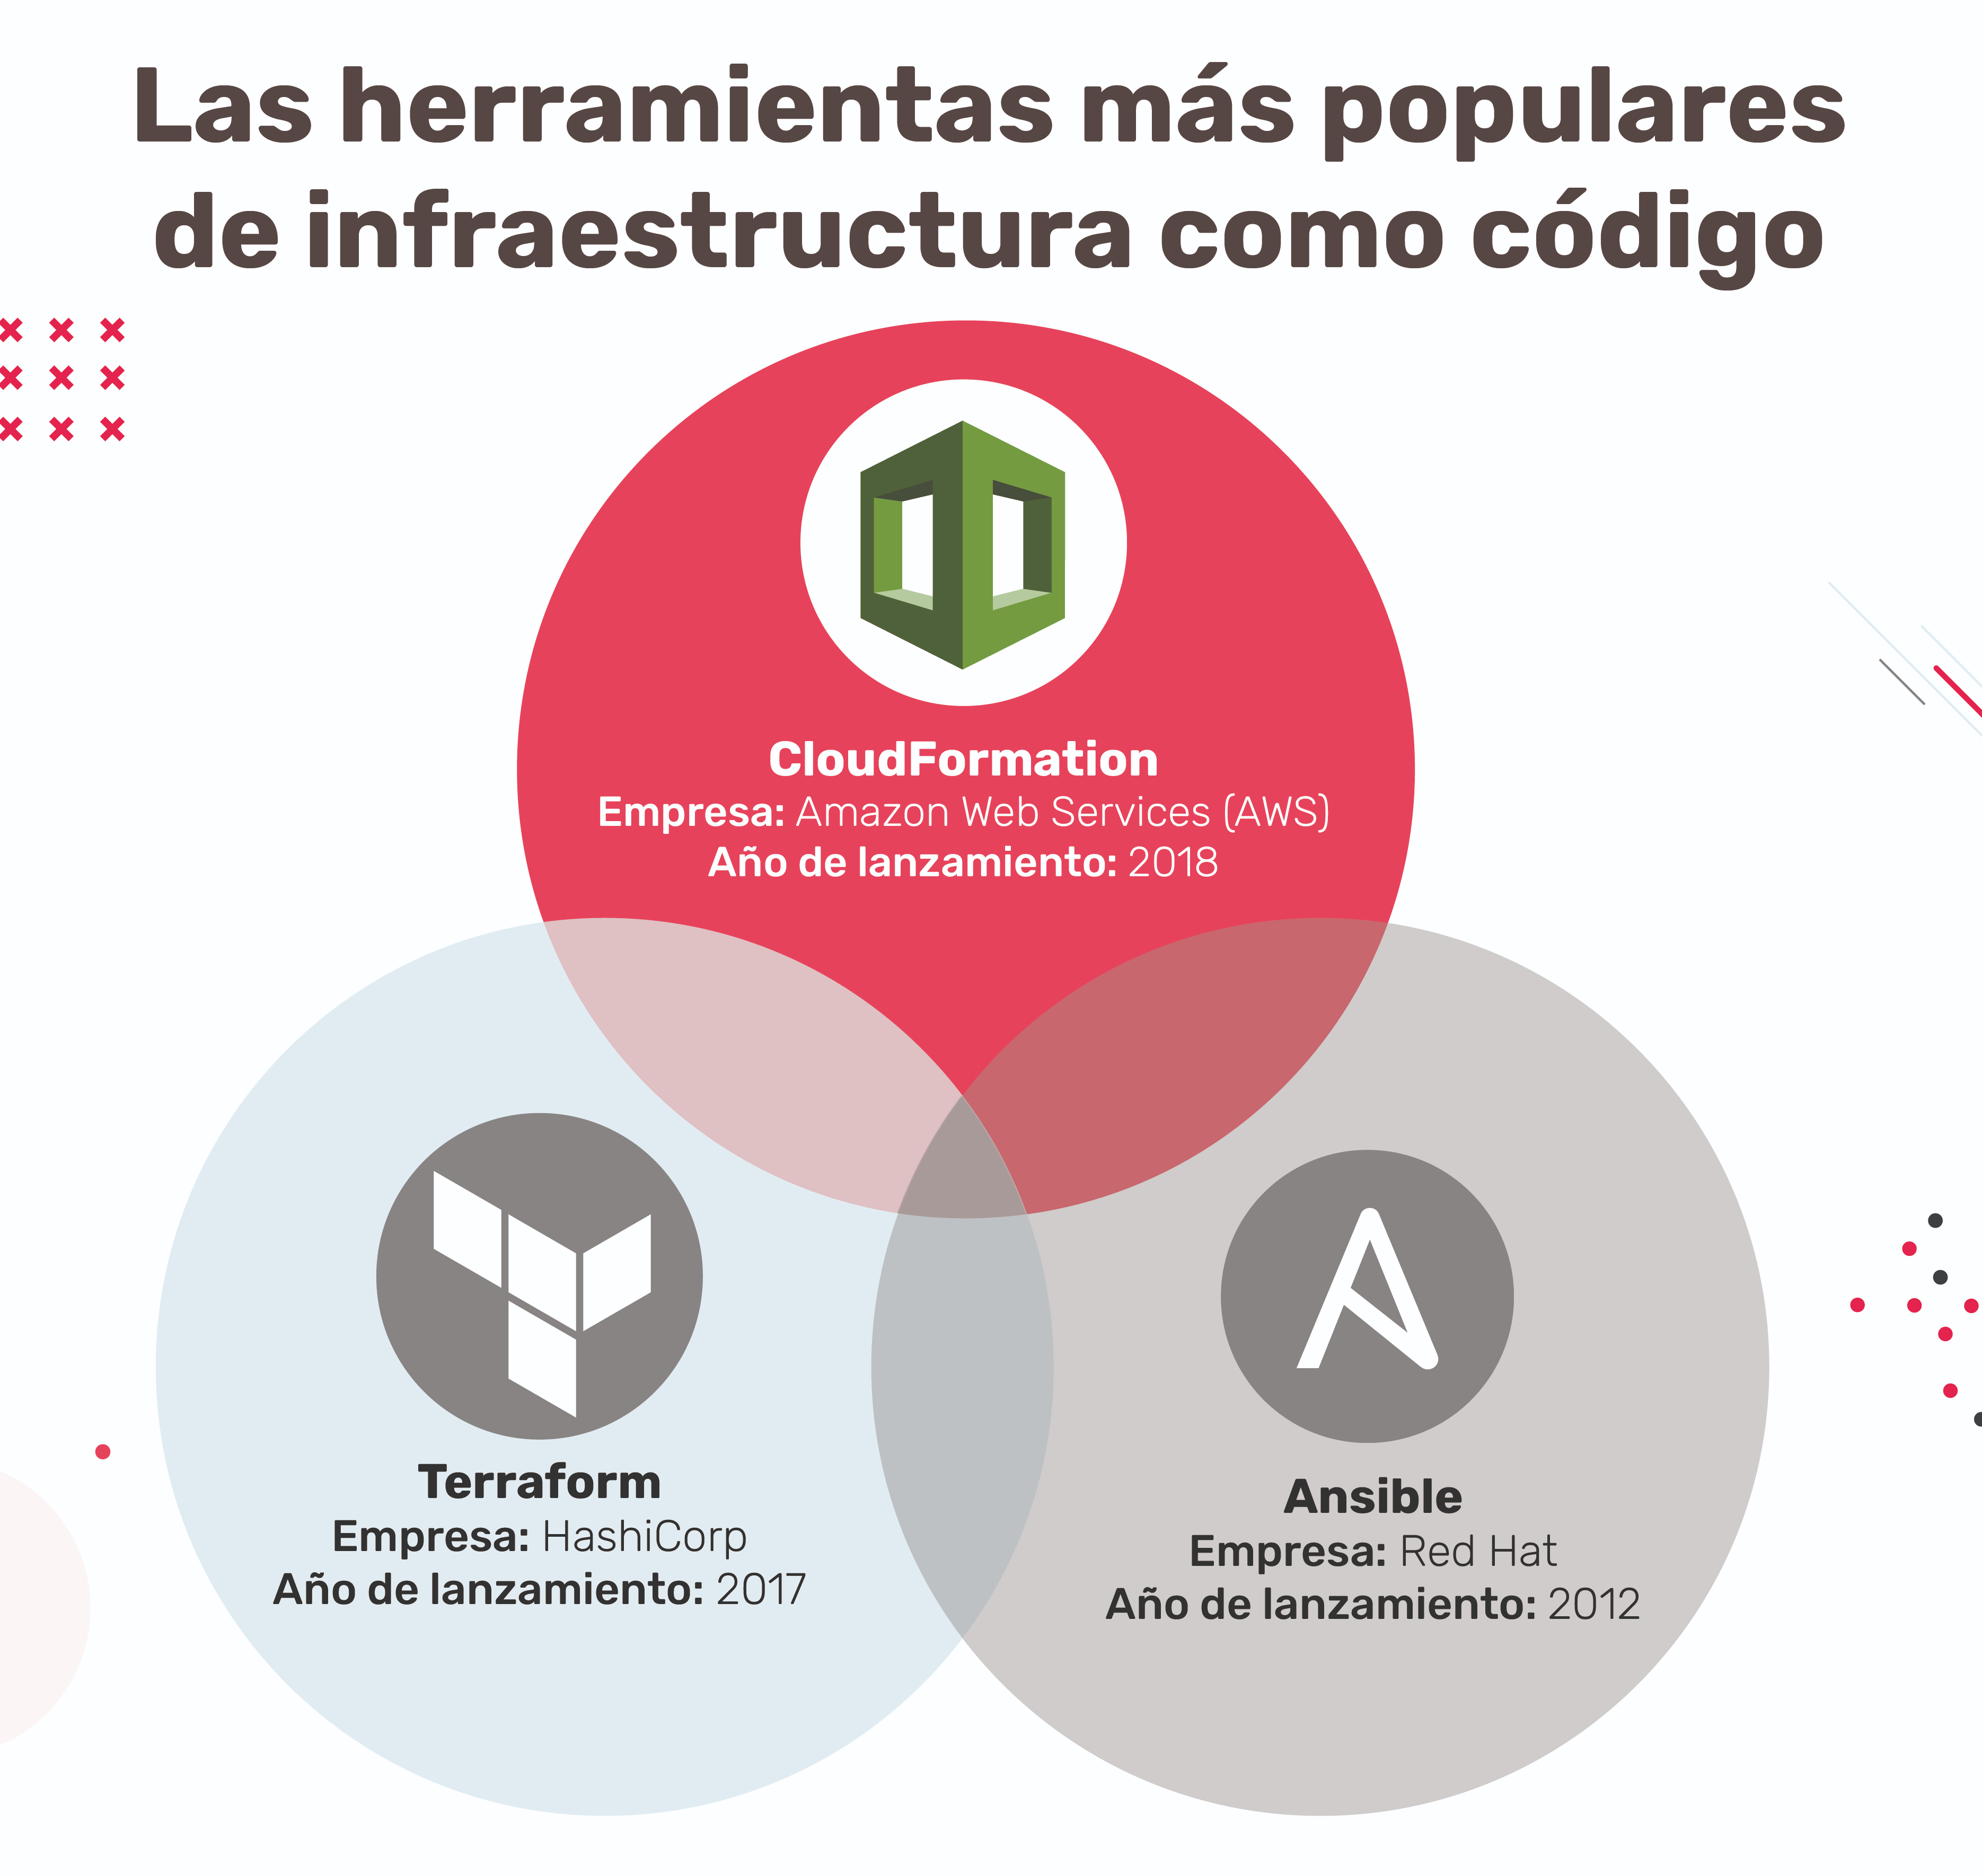 Las herramientas más populares
de infraestructura como código
CloudFormation
Empresa: Amazon Web Services (AWS)
Año de lanzamiento: 2018
Terraform
Empresa: HashiCorp
Año de lanzamiento: 2017
Ansible
Empresa: Red Hat
Año de lanzamiento: 2012